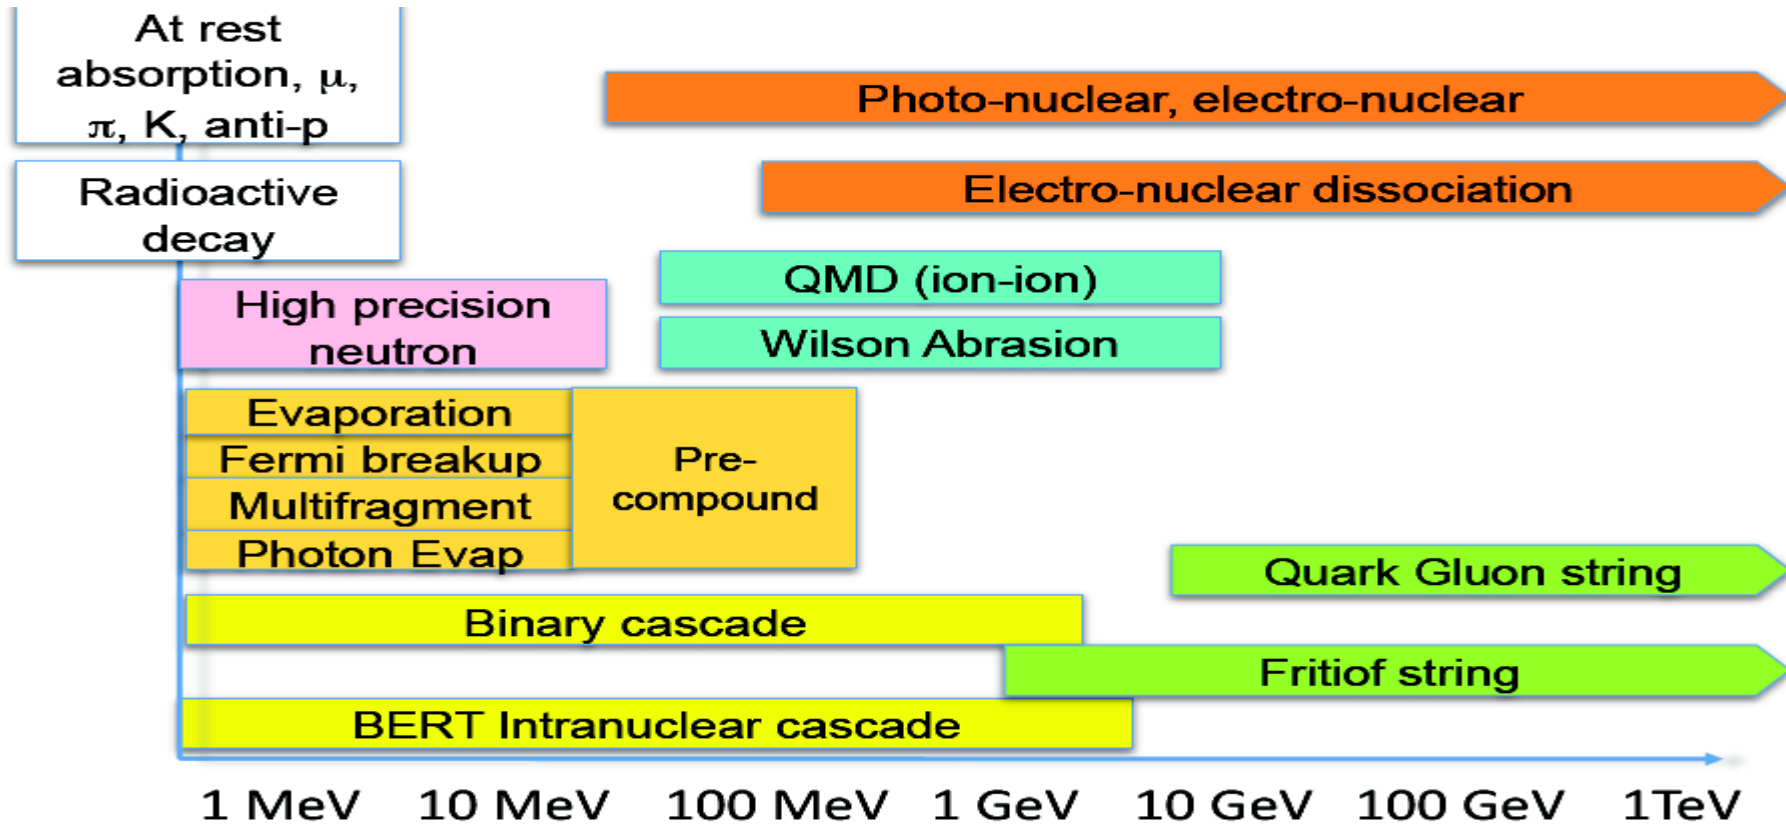 At rest
absorption, μ,
π, K, anti-p
Radioactive
decay
Photo-nuclear, electro-nuclear
Electro-nuclear dissociation
QMD (ion-ion)
Wilson Abrasion
High precision
neutron
Evaporation
Fermi breakup
Multifragment
Photon Evap
Pre-
compound
Quark Gluon string
Binary cascade
Fritiof string
BERT Intranuclear cascade
1 MeV 10 MeV 100 MeV 1 GeV 10 GeV 100 GeV 1TeV